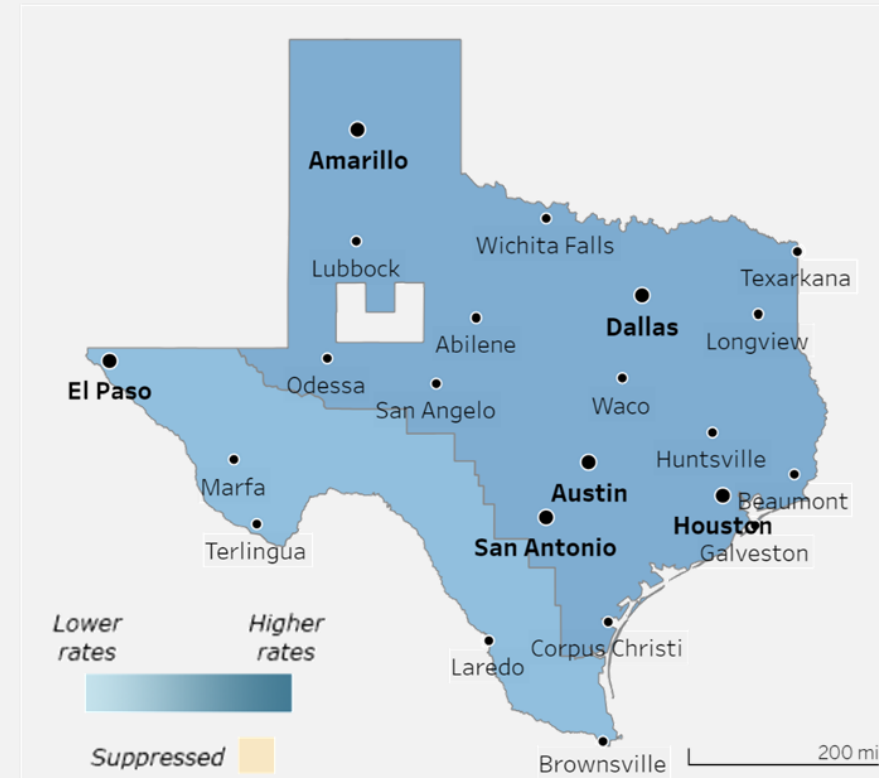 Amarillo
Wichita Falls
Lubbock
Texarkana
Dallas
Longview
Abilene
El Paso
Odessa
San Angelo
Waco
Huntsville
Marfa
Austin
Beaumont
Houston
San Antonio
Galveston
Terlingua
Lower
rates
Higher
rates
Corpus Christi
Laredo
Suppressed
Brownsville
200 mi